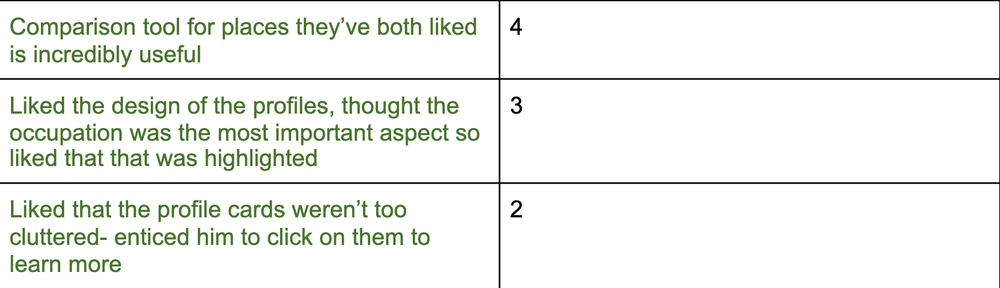 Comparison tool for places they’ve both liked
is incredibly useful
4
Liked the design of the profiles, thought the
occupation was the most important aspect so
liked that that was highlighted
3
Liked that the profile cards weren’t too
cluttered- enticed him to click on them to
learn more
2